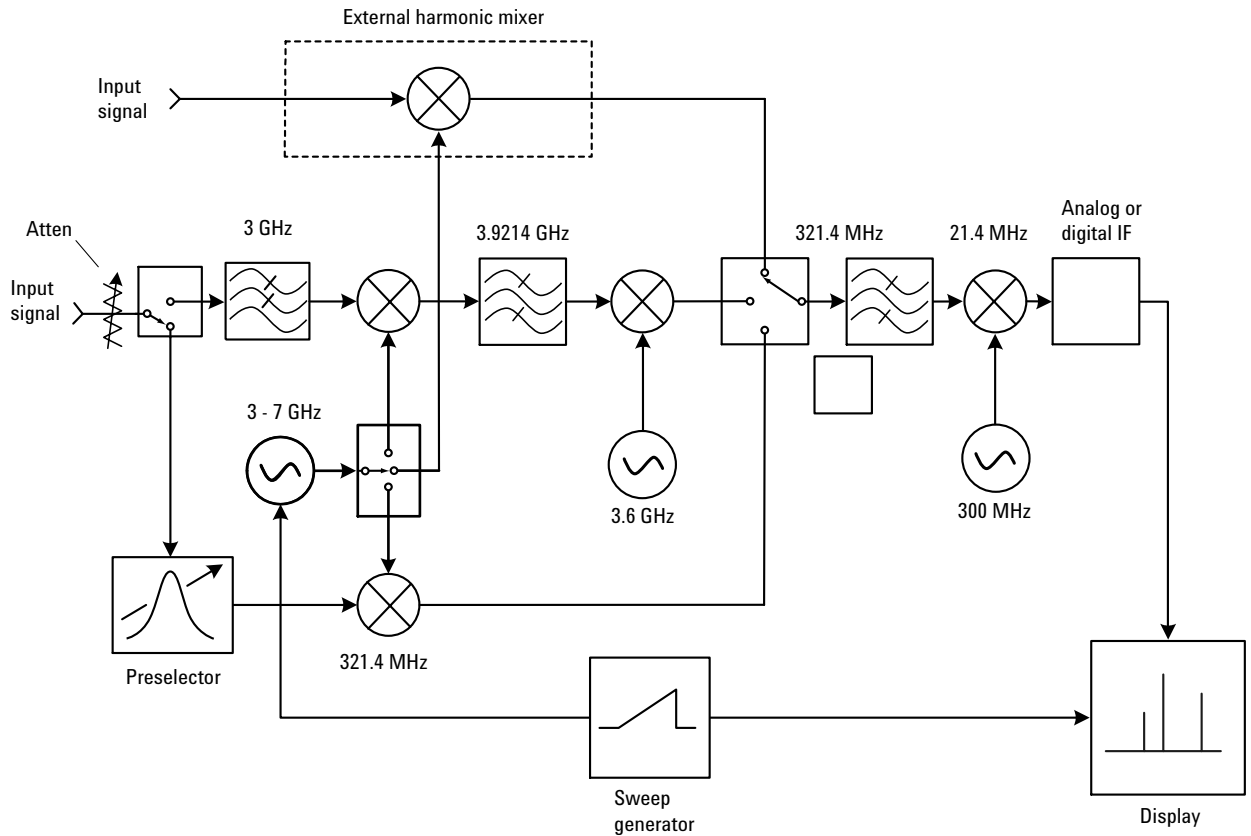 External harmonic mixer
Input
signal
Atten
3 GHz
3.9214 GHz
321.4 MHz
21.4 MHz
Analog or
digital IF
Input
signal
3 - 7 GHz
3.6 GHz
300 MHz
321.4 MHz
Preselector
Sweep
generator
Display